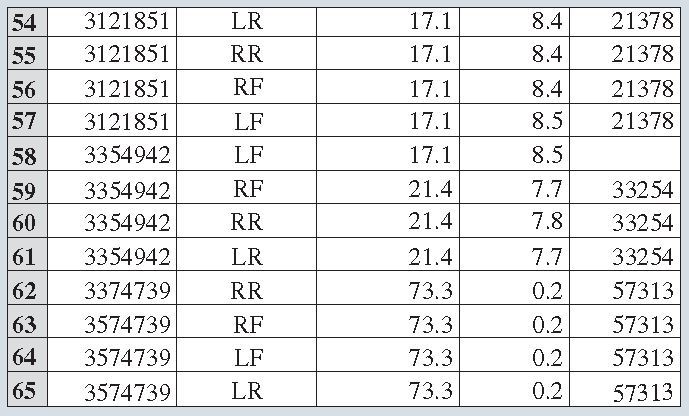 54 3121851 LR 17.1 8.4 21378
55 3121851 RR 17.1 8.4 21378
56 3121851 RF 17.1 8.4 21378
57 3121851 LF 17.1 8.5 21378
58 3354942 LF 17.1 8.5
59 3354942 RF 21.4 7.7 33254
60 3354942 RR 21.4 7.8 33254
61 3354942 LR 21.4 7.7 33254
62 3374739 RR 73.3 0.2 57313
63 3574739 RF 73.3 0.2 57313
64 3574739 LF 73.3 0.2 57313
65 3574739 LR 73.3 0.2 57313